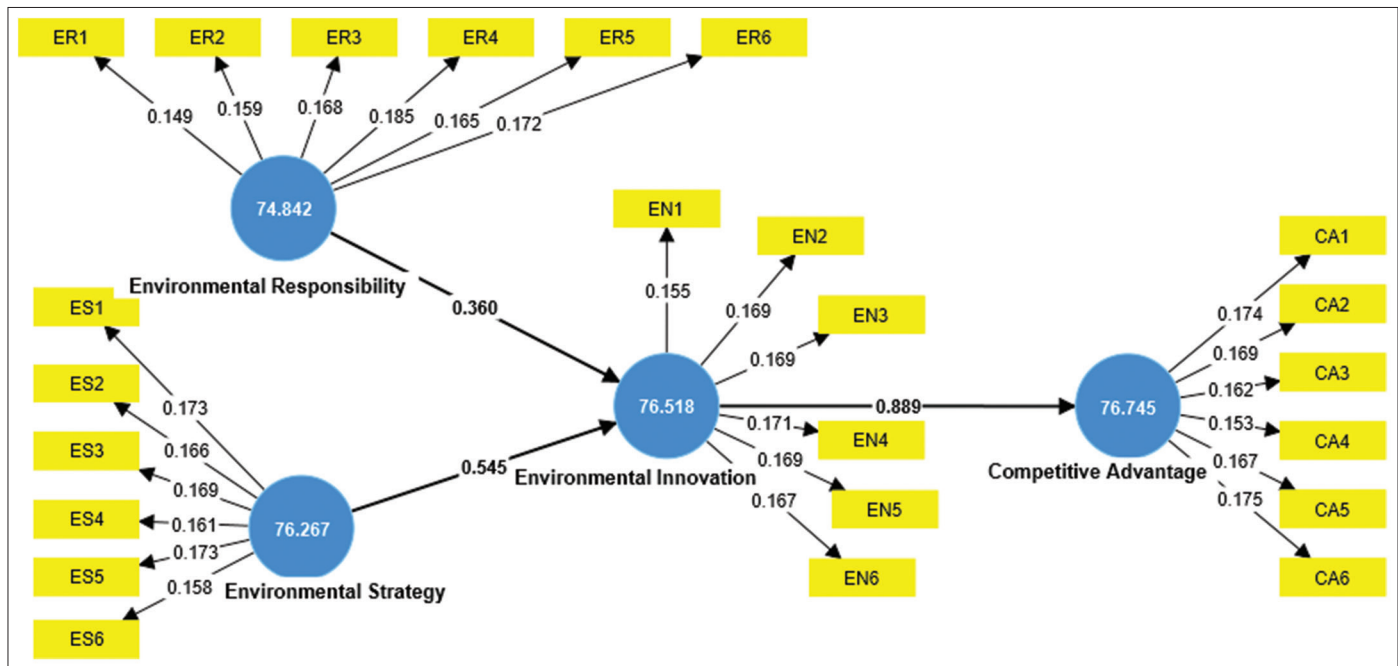 ER1 ER2 ER3 ER4 ER5 ER6
0.149 0.159 0.168 0.185 0.165 0.172
74.842
Environmental Responsibility
0.360
ES1
ES2
ES3
ES4
ES5
ES6
0.173
0.166
0.169
0.161
0.173
0.158
76.267
Environmental Strategy
0.545
EN1
EN2
EN3
EN4
EN5
EN6
0.155
0.169
0.169
0.171
0.169
0.167
76.518
Environmental Innovation
0.889
76.745
Competitive Advantage
0.174
0.169
0.162
0.153
0.167
0.175
CA1
CA2
CA3
CA4
CA5
CA6